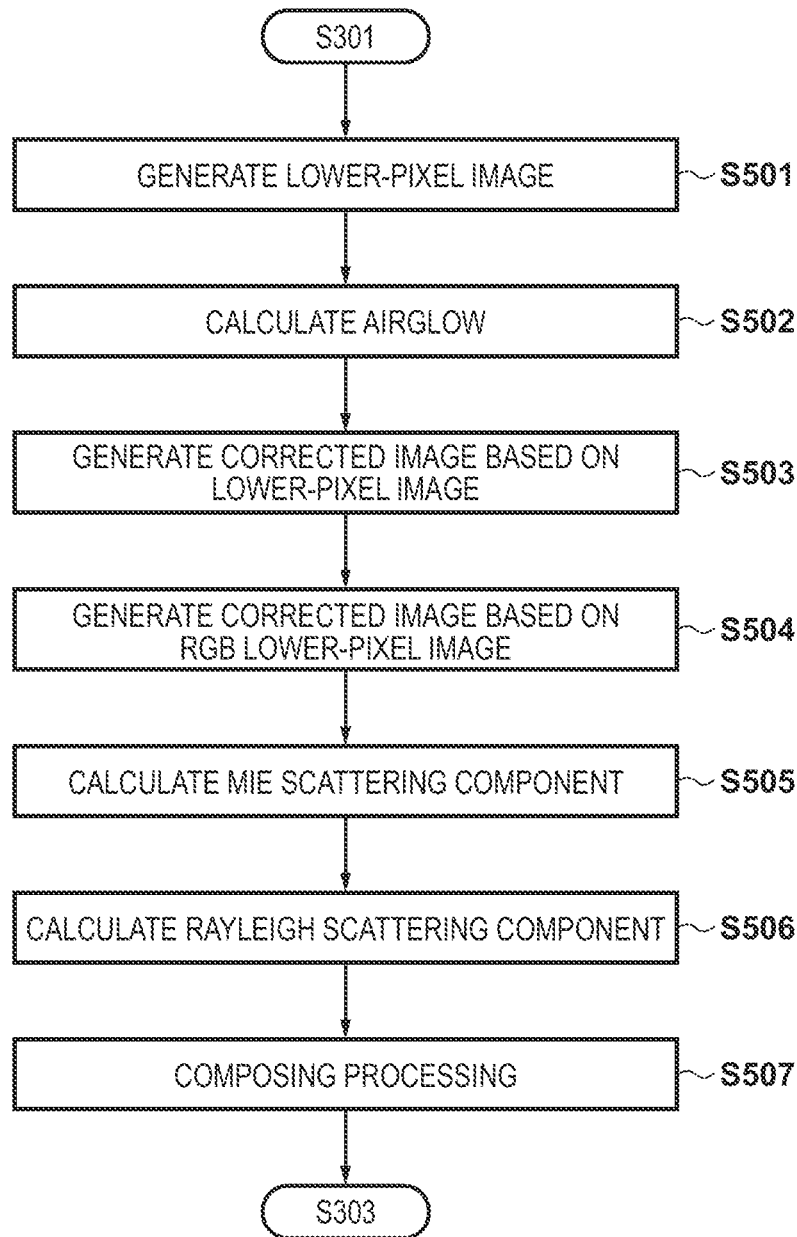 S301
GENERATE LOWER-PIXEL IMAGE
S501
CALCULATE AIRGLOW
S502
GENERATE CORRECTED IMAGE BASED ON
LOWER-PIXEL IMAGE
S503
GENERATE CORRECTED IMAGE BASED ON
RGB LOWER-PIXEL IMAGE
S504
CALCULATE MIE SCATTERING COMPONENT
S505
CALCULATE RAYLEIGH SCATTERING COMPONENT
S506
COMPOSING PROCESSING
S507
S303